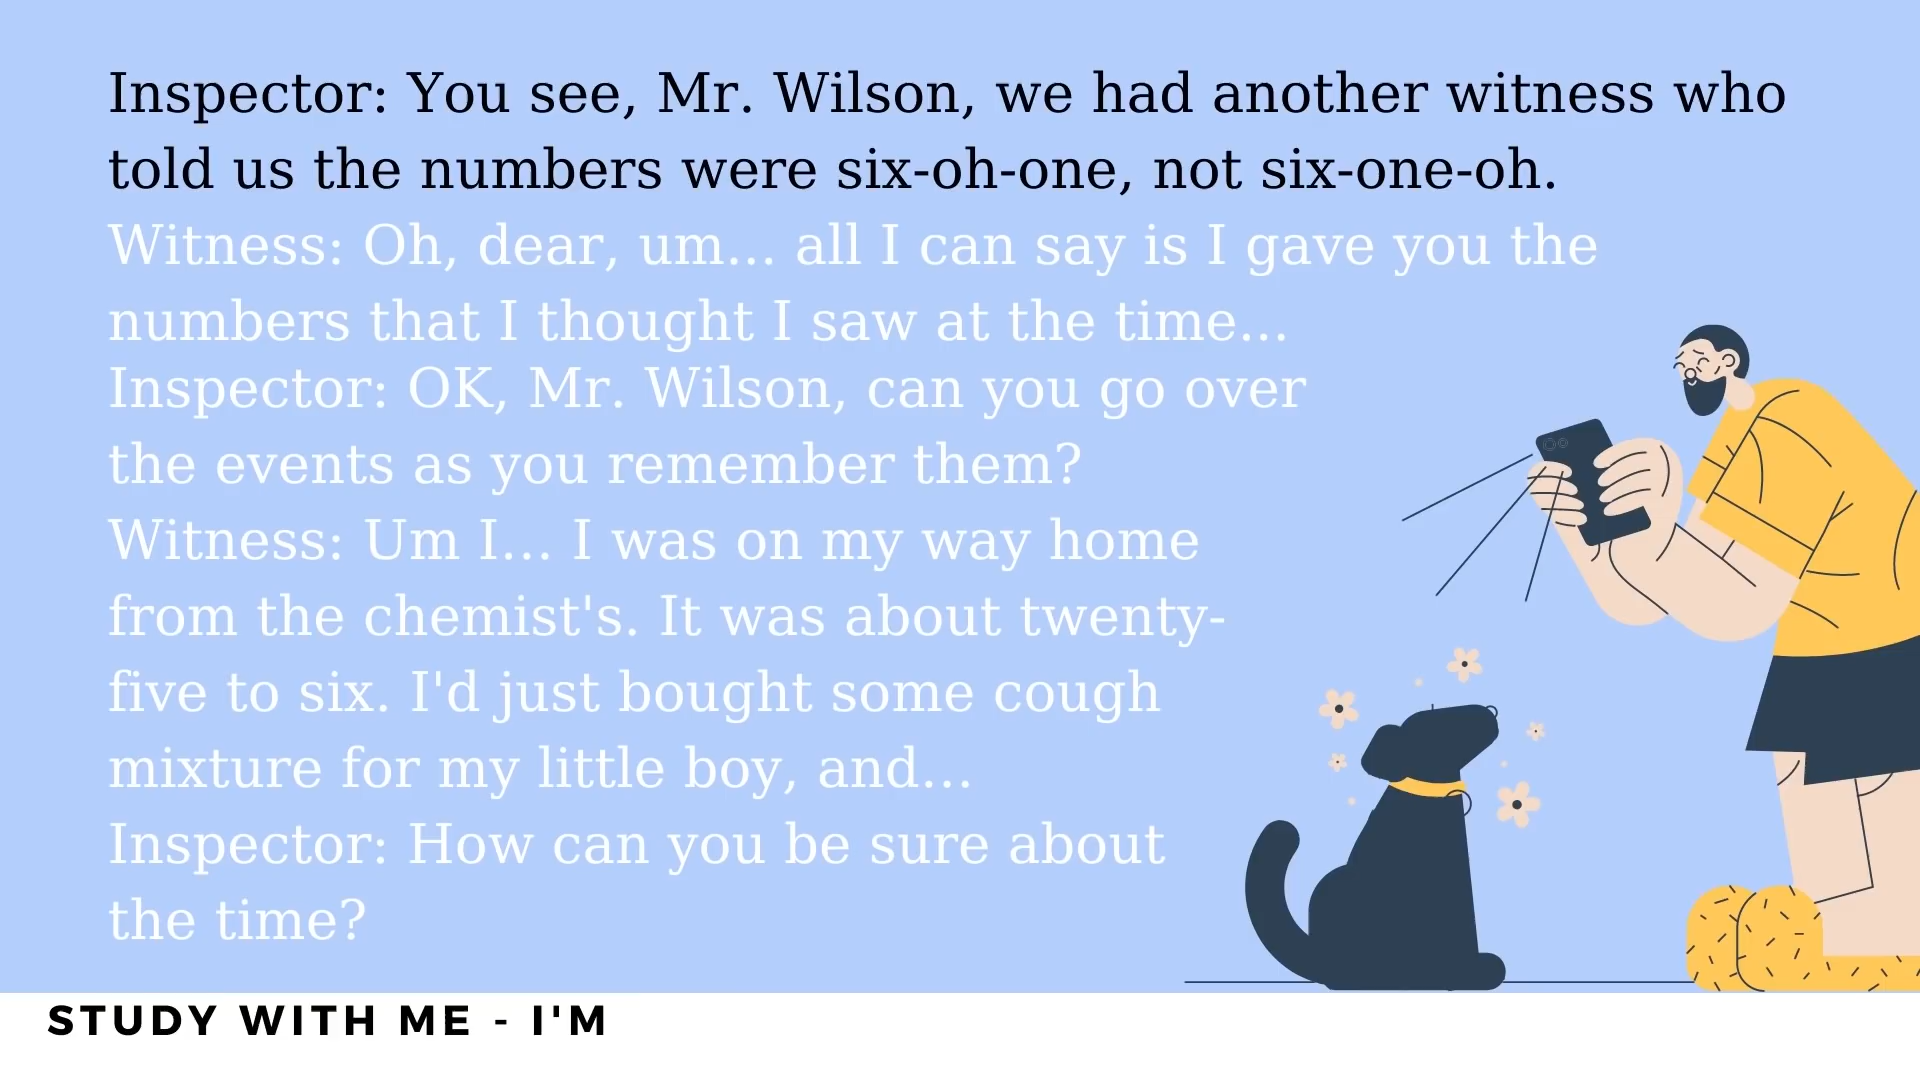 Inspector: You see, Mr. Wilson, we had another witness who
told us the numbers were six-oh-one, not six-one-oh.
Witness: Oh, dear, um... all I can say is I gave you the
numbers that I thought I saw at the time...
Inspector: OK, Mr. Wilson, can you go over
the events as you remember them?
Witness: Um I... I was on my way home
from the chemist's. It was about twenty-
five to six. I'd just bought some cough
mixture for my little boy, and...
Inspector: How can you be sure about
the time?
STUDY WITH ME - I'M